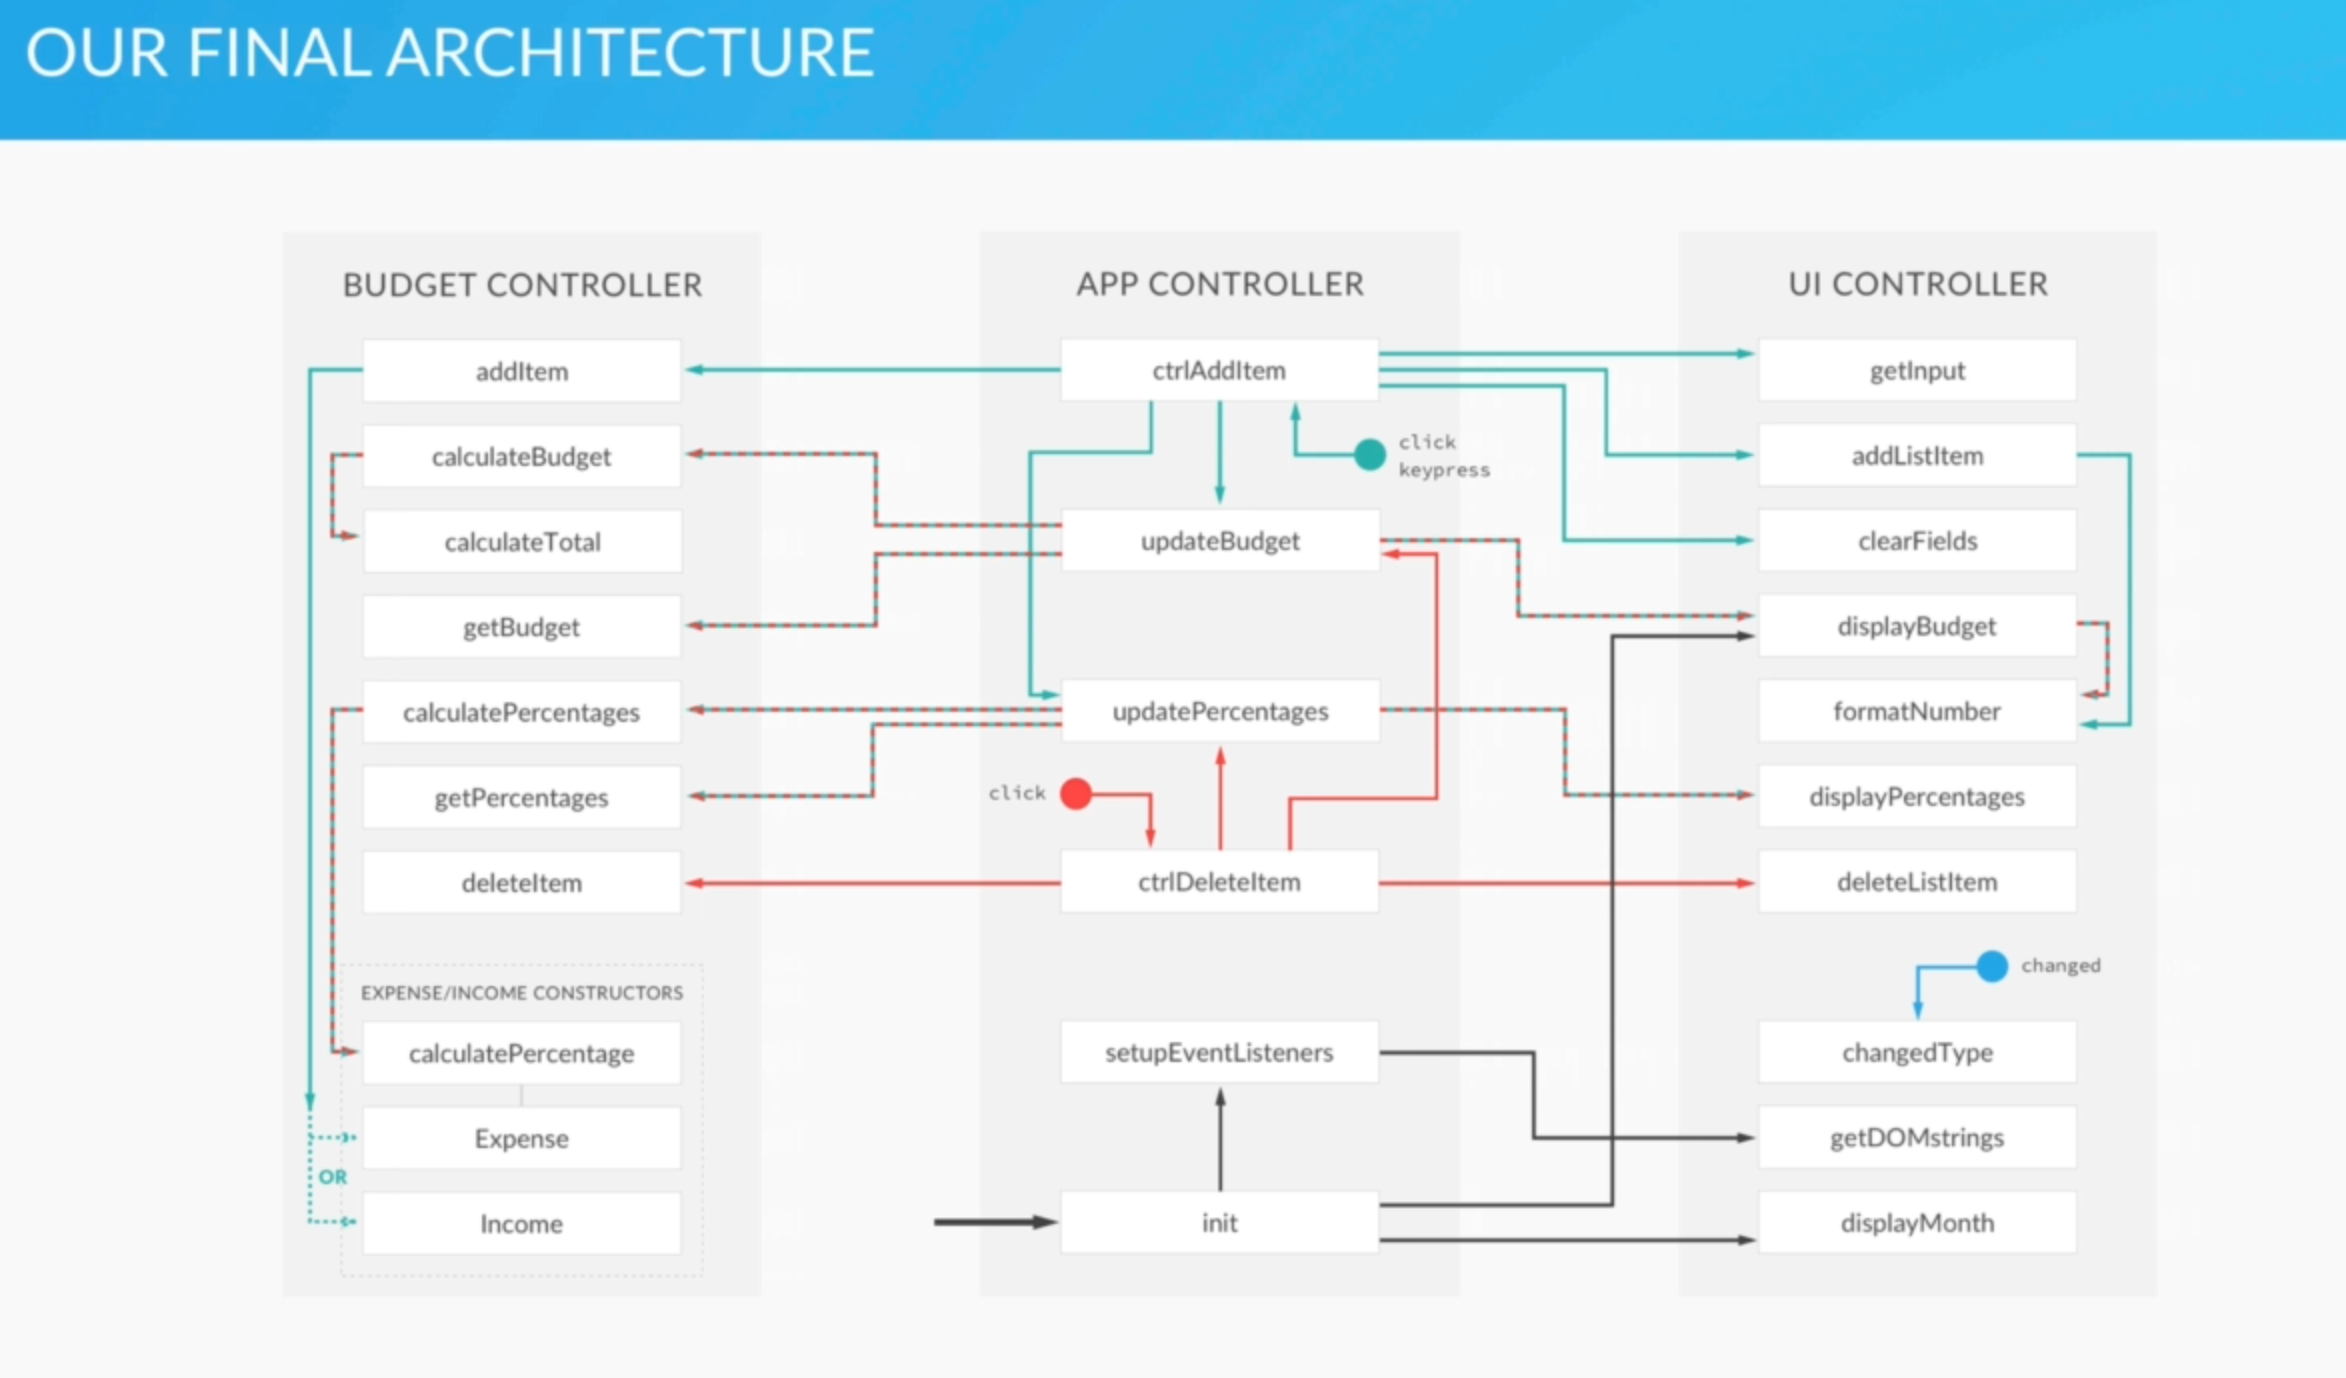 OUR FINAL ARCHITECTURE
BUDGET CONTROLLER
addItem
calculateBudget
calculateTotal
getBudget
calculatePercentages
getPercentages
deleteItem
EXPENSE/INCOME CONSTRUCTORS
calculatePercentage
Expense
OR
Income
APP CONTROLLER
ctrlAddItem
click
keypress
updateBudget
updatePercentages
click
ctrlDeleteItem
setupEventListeners
init
UI CONTROLLER
getInput
addListItem
clearFields
displayBudget
formatNumber
displayPercentages
deleteListItem
changed
changedType
getDOMstrings
displayMonth